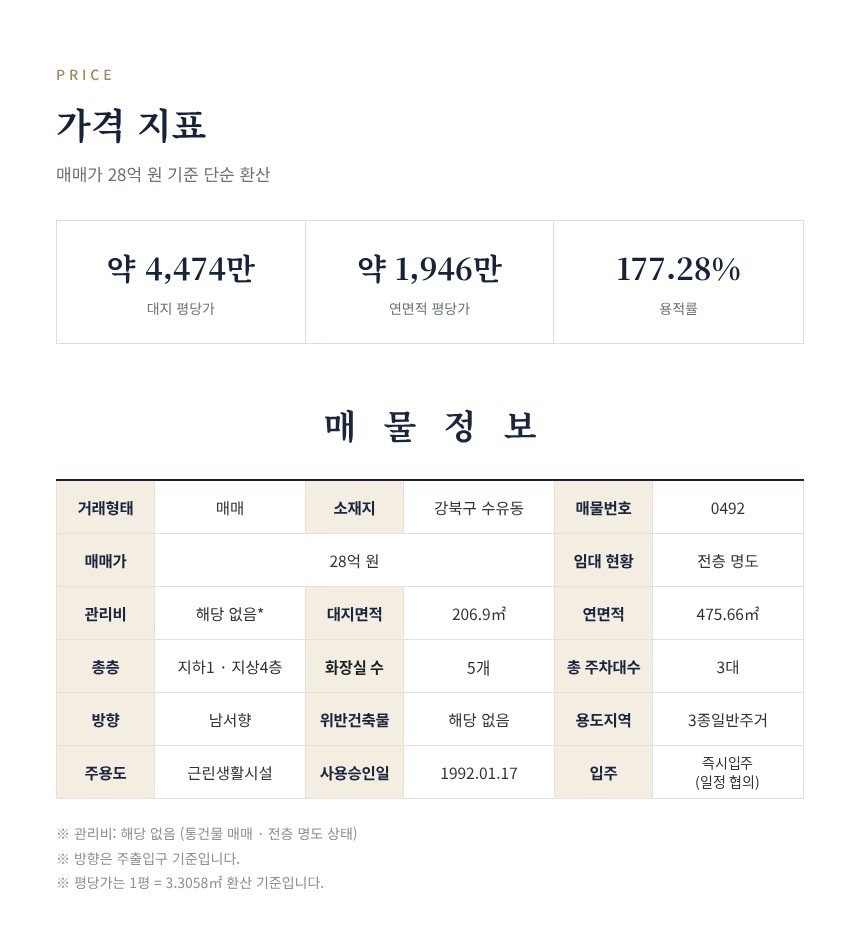 PRICE
가격 지표
매매가 28억 원 기준 단순 환산
약 4,474만 약 1,946만 177.28%
대지 평당가 연면적 평당가 용적률
매 물 정 보
거래형태 매매 소재지 강북구 수유동 매물번호 0492
매매가 28억 원 임대 현황 전층 명도
관리비 해당 없음* 대지면적 206.9㎡ 연면적 475.66㎡
총층 지하1 · 지상4층 화장실 수 5개 총 주차대수 3대
방향 남서향 위반건축물 해당 없음 용도지역 3종일반주거
주용도 근린생활시설 사용승인일 1992.01.17 입주 즉시입주
(일정 협의)
※ 관리비: 해당 없음 (통건물 매매 · 전층 명도 상태)
※ 방향은 주출입구 기준입니다.
※ 평당가는 1평 = 3.3058㎡ 환산 기준입니다.